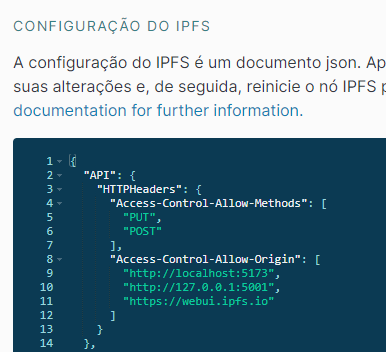 CONFIGURAÇÃO DO IPFS
A configuração do IPFS é um documento json. Ap
suas alterações e, de seguida, reinicie o nó IPFS p
documentation for further information.
1 {
2 "API": {
3 "HTTPHeaders": {
4 "Access-Control-Allow-Methods": [
5 "PUT",
6 "POST"
7 ],
8 "Access-Control-Allow-Origin": [
9 "http://localhost:5173",
10 "http://127.0.0.1:5001",
11 "https://webui.ipfs.io"
12 ]
13 }
14 },